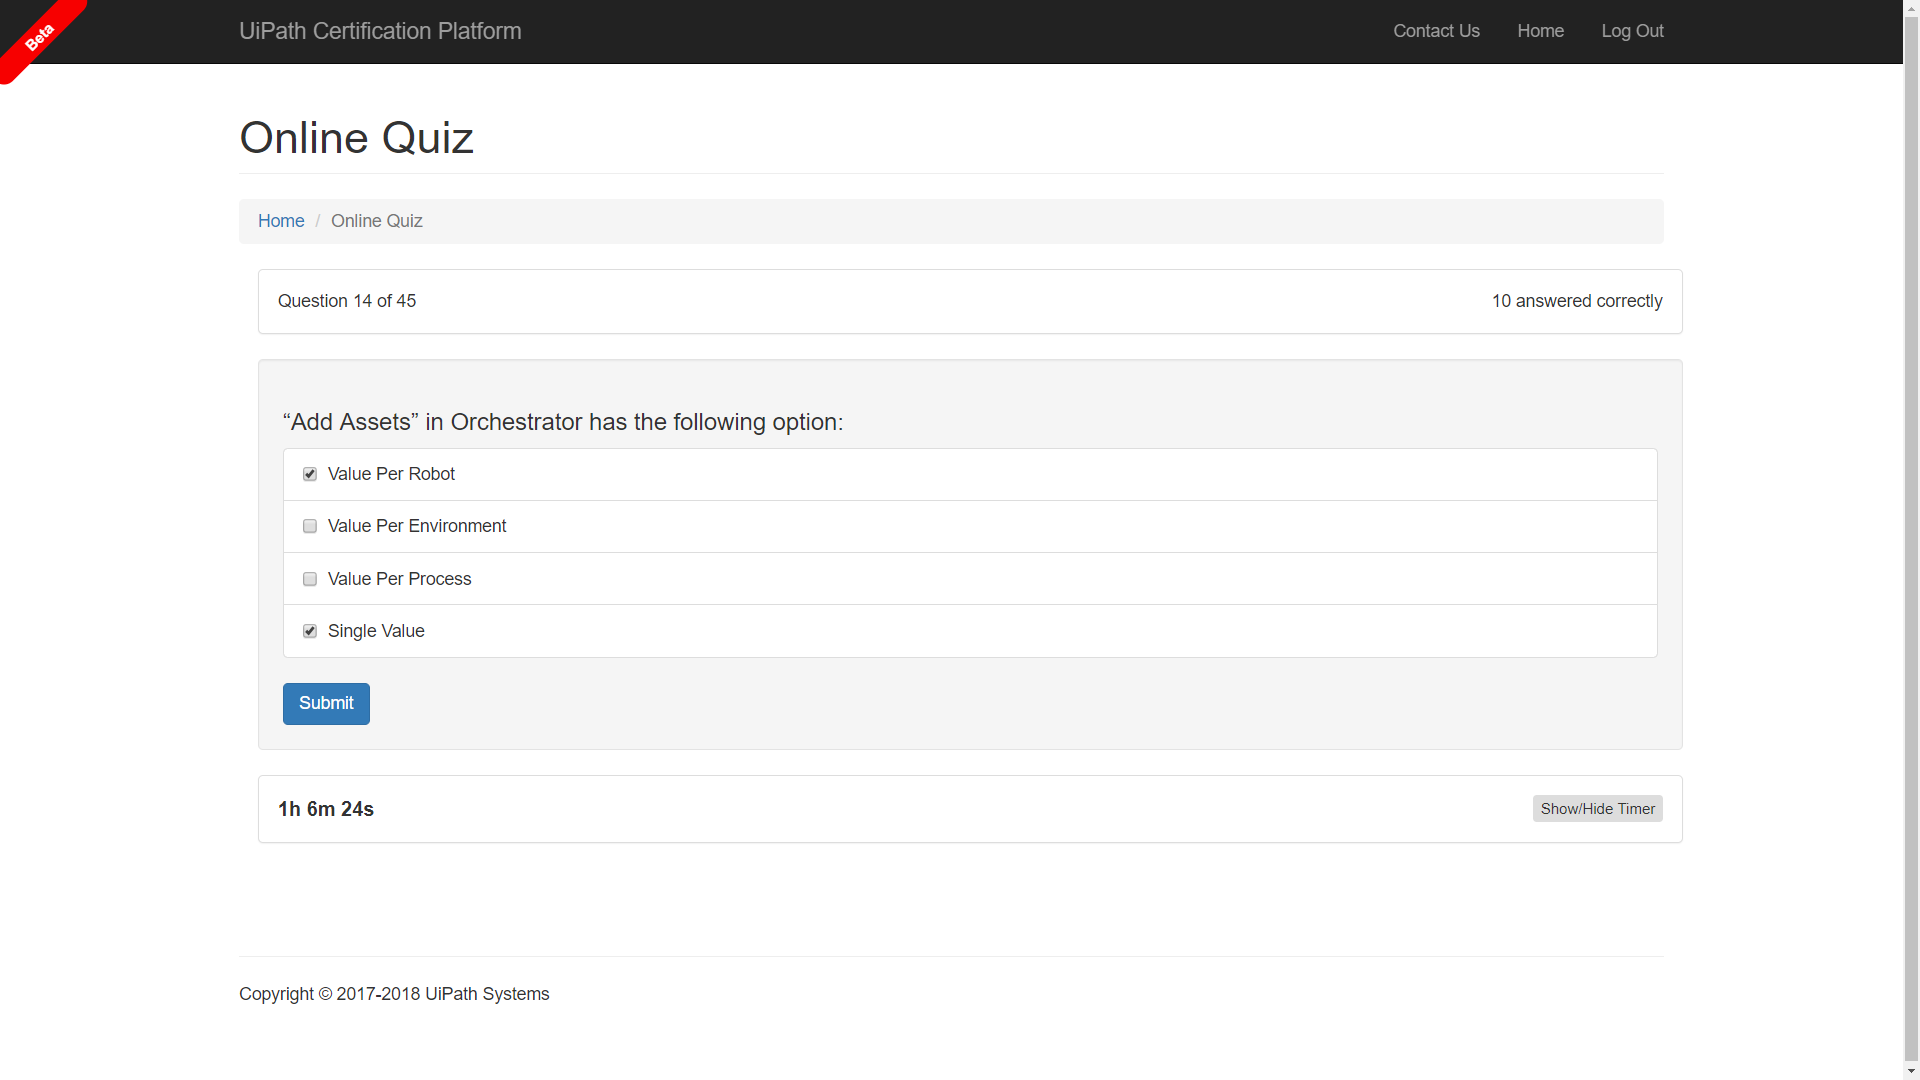 Beta
UiPath Certification Platform
Contact Us Home Log Out
Online Quiz
Home / Online Quiz
Question 14 of 45
10 answered correctly
“Add Assets” in Orchestrator has the following option:
Value Per Robot
Value Per Environment
Value Per Process
Single Value
Submit
1h 6m 24s
Show/Hide Timer
Copyright © 2017-2018 UiPath Systems